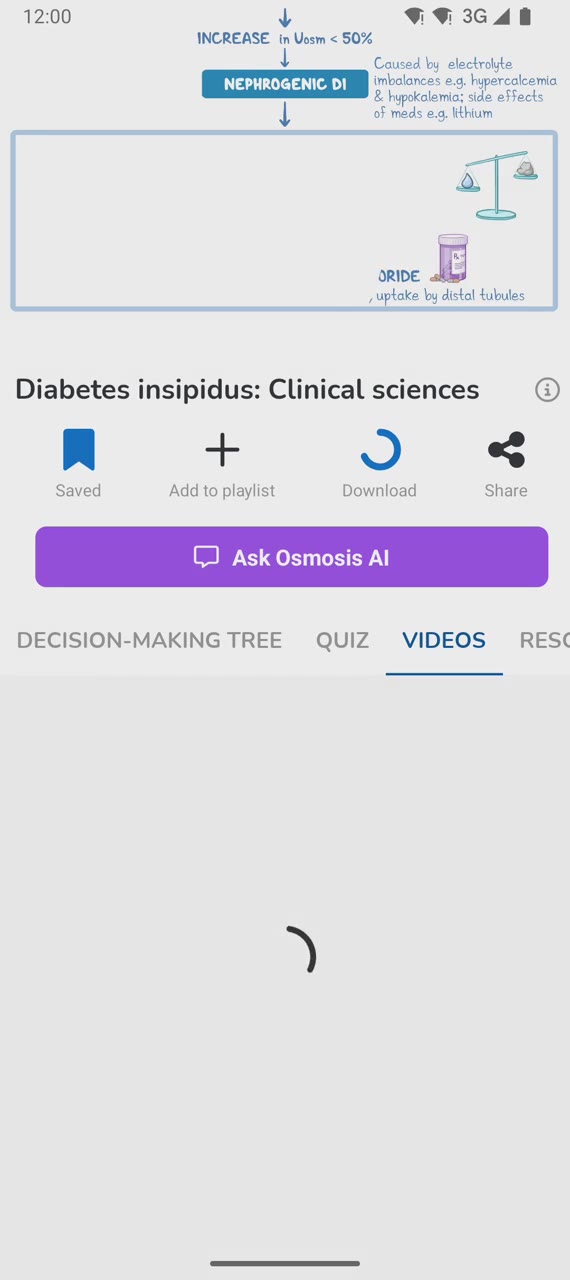 12:00
3G
INCREASE in Uosm < 50%
NEPHROGENIC DI
Caused by electrolyte
imbalances e.g. hypercalcemia
& hypokalemia; side effects
of meds e.g. lithium
Rx
ORIDE
, uptake by distal tubules
Diabetes insipidus: Clinical sciences
Saved
Add to playlist
Download
Share
Ask Osmosis AI
DECISION-MAKING TREE
QUIZ
VIDEOS
RESO